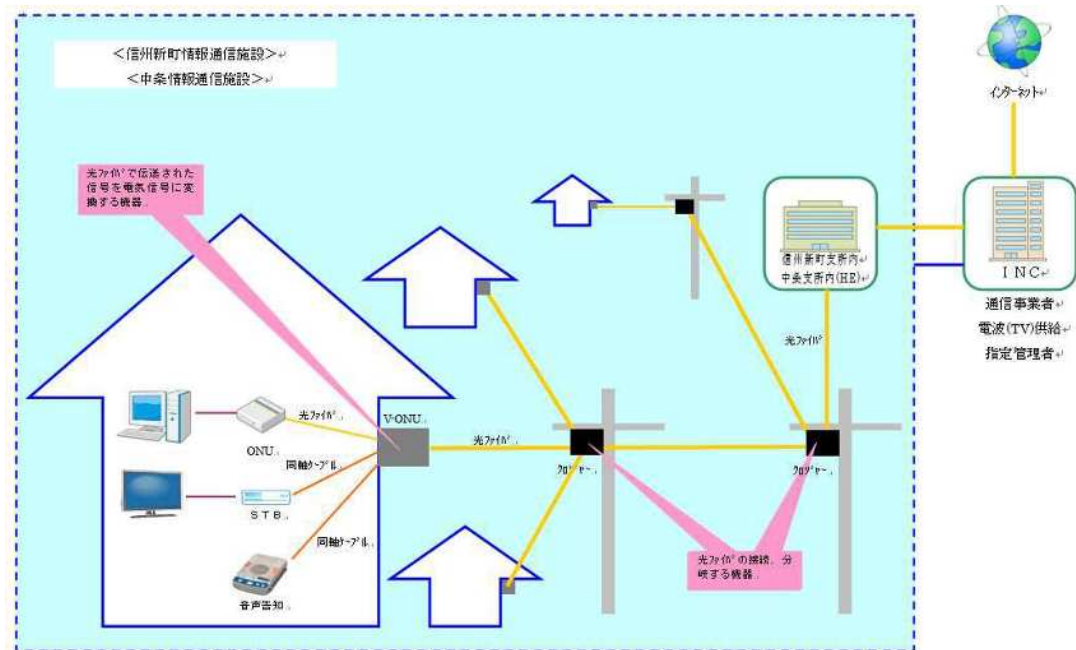 ＜信州新町情報通信施設＞
＜中条情報通信施設＞
インターネット
光ﾌｧｲﾊﾞで伝送された
信号を電気信号に変
換する機器.
信州新町支所内
中条支所内(HE)
ＩＮＣ
通信事業者
電波(TV)供給
指定管理者
光ﾌｧｲﾊﾞ
V-ONU.
光ﾌｧｲﾊﾞ.
ONU.
光ﾌｧｲﾊﾞ.
ｸﾛｼﾞｬｰ.
ｸﾛｼﾞｬｰ.
同軸ｹｰﾌﾞﾙ.
ＳＴＢ.
同軸ｹｰﾌﾞﾙ.
音声告知.
光ﾌｧｲﾊﾞの接続、分
岐する機器.